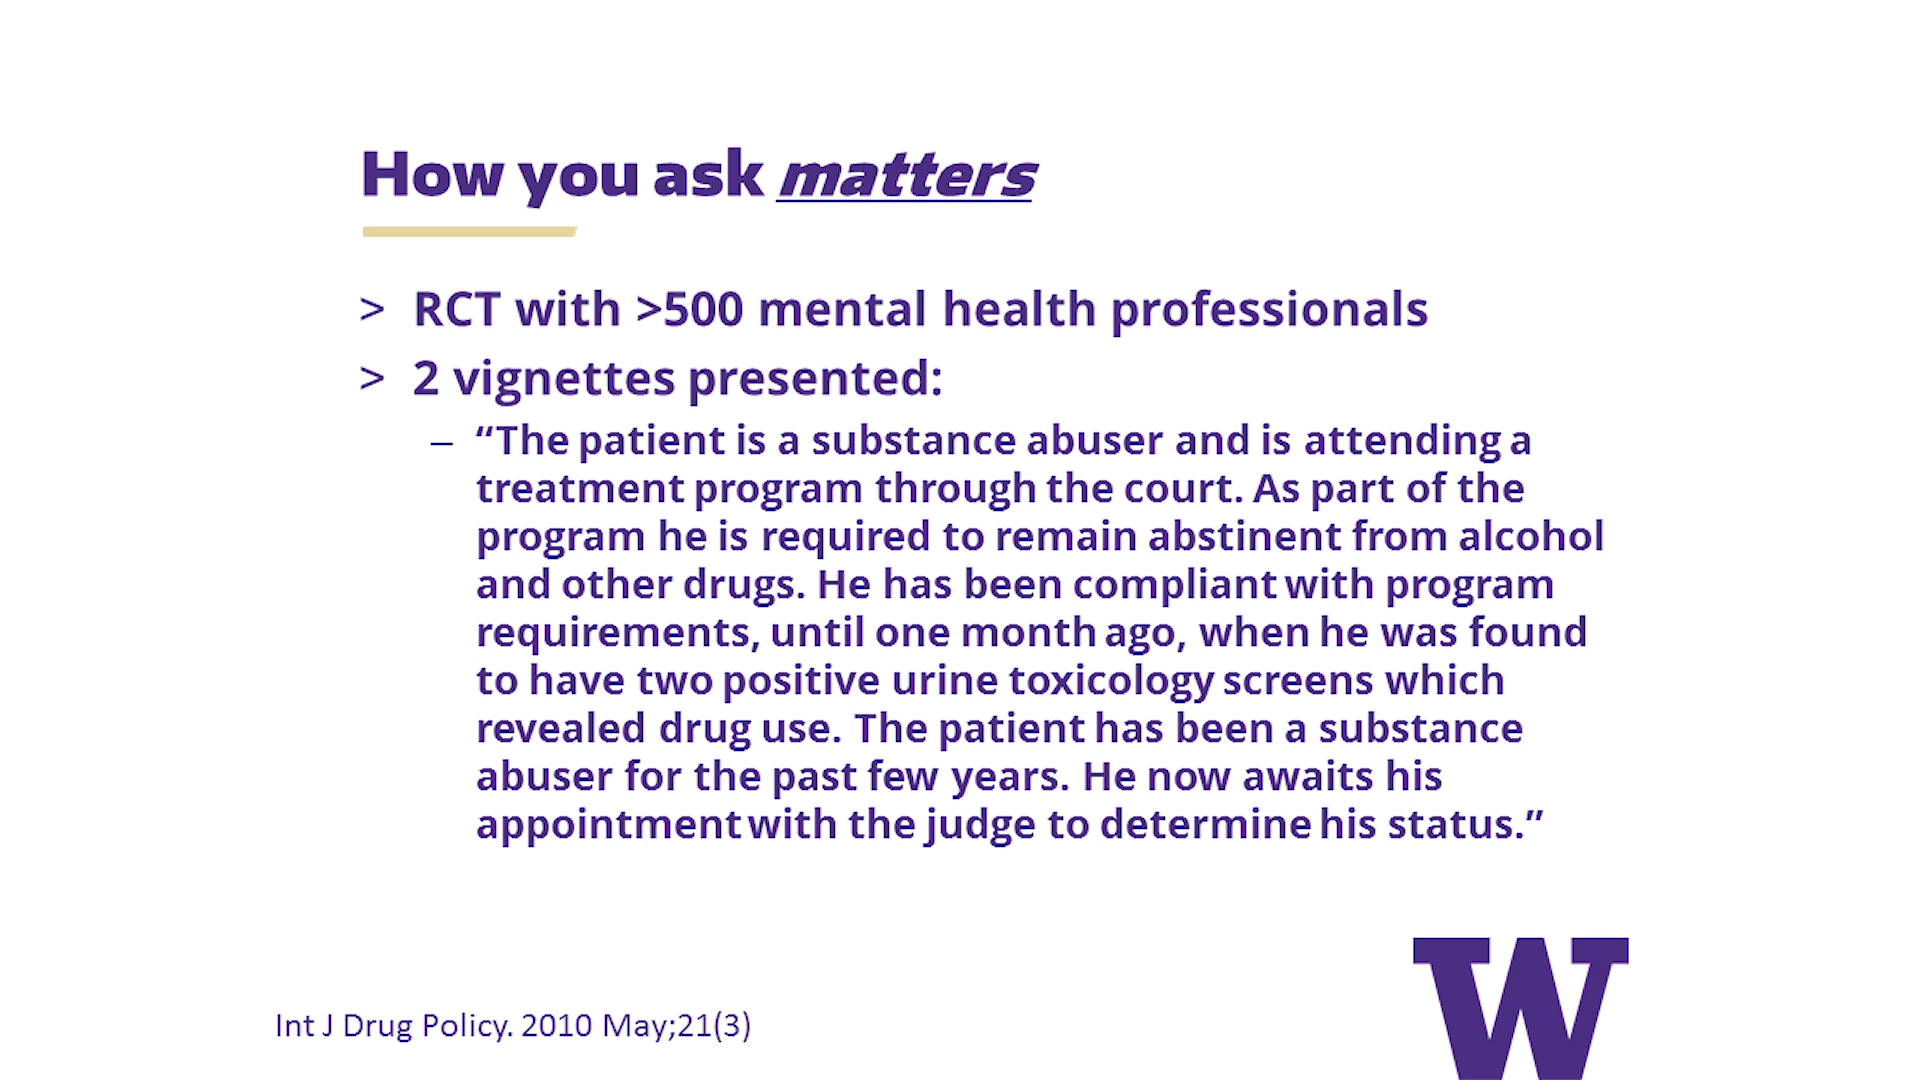 How you ask matters
> RCT with >500 mental health professionals
> 2 vignettes presented:
– “The patient is a substance abuser and is attending a
treatment program through the court. As part of the
program he is required to remain abstinent from alcohol
and other drugs. He has been compliant with program
requirements, until one month ago, when he was found
to have two positive urine toxicology screens which
revealed drug use. The patient has been a substance
abuser for the past few years. He now awaits his
appointment with the judge to determine his status.”
Int J Drug Policy. 2010 May;21(3)
W